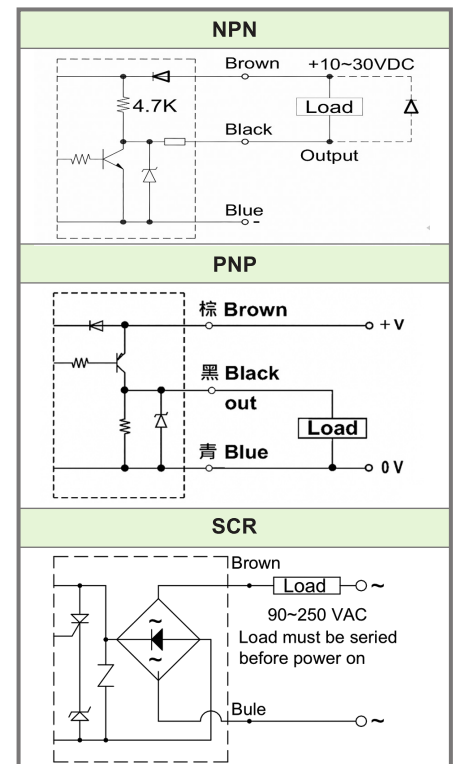 NPN
Brown +10~30VDC
4.7K
Load
Black
Output
Blue
-
PNP
棕 Brown
+V
黑 Black
out
Load
青 Blue
0 V
SCR
Brown
Load ~
90~250 VAC
~
Load must be seried
~
before power on
Bule
~